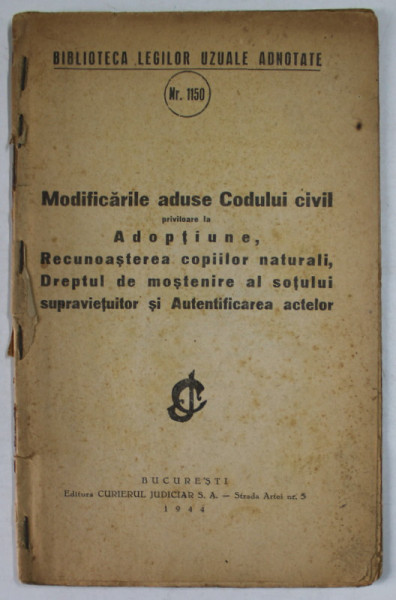 BIBLIOTECA LEGILOR UZUALE ADNOTATE
Nr. 1150
Modificările aduse Codului civil
privitoare la
Adopțiune,
Recunoașterea copiilor naturali,
Dreptul de moștenire al soțului
supraviețuitor și Autentificarea actelor
BUCUREȘTI
Editura CURIERUL JUDICIAR S. A. — Strada Artei nr. 5
1944